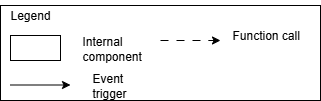 Legend
Internal
component
Function call
Event
trigger